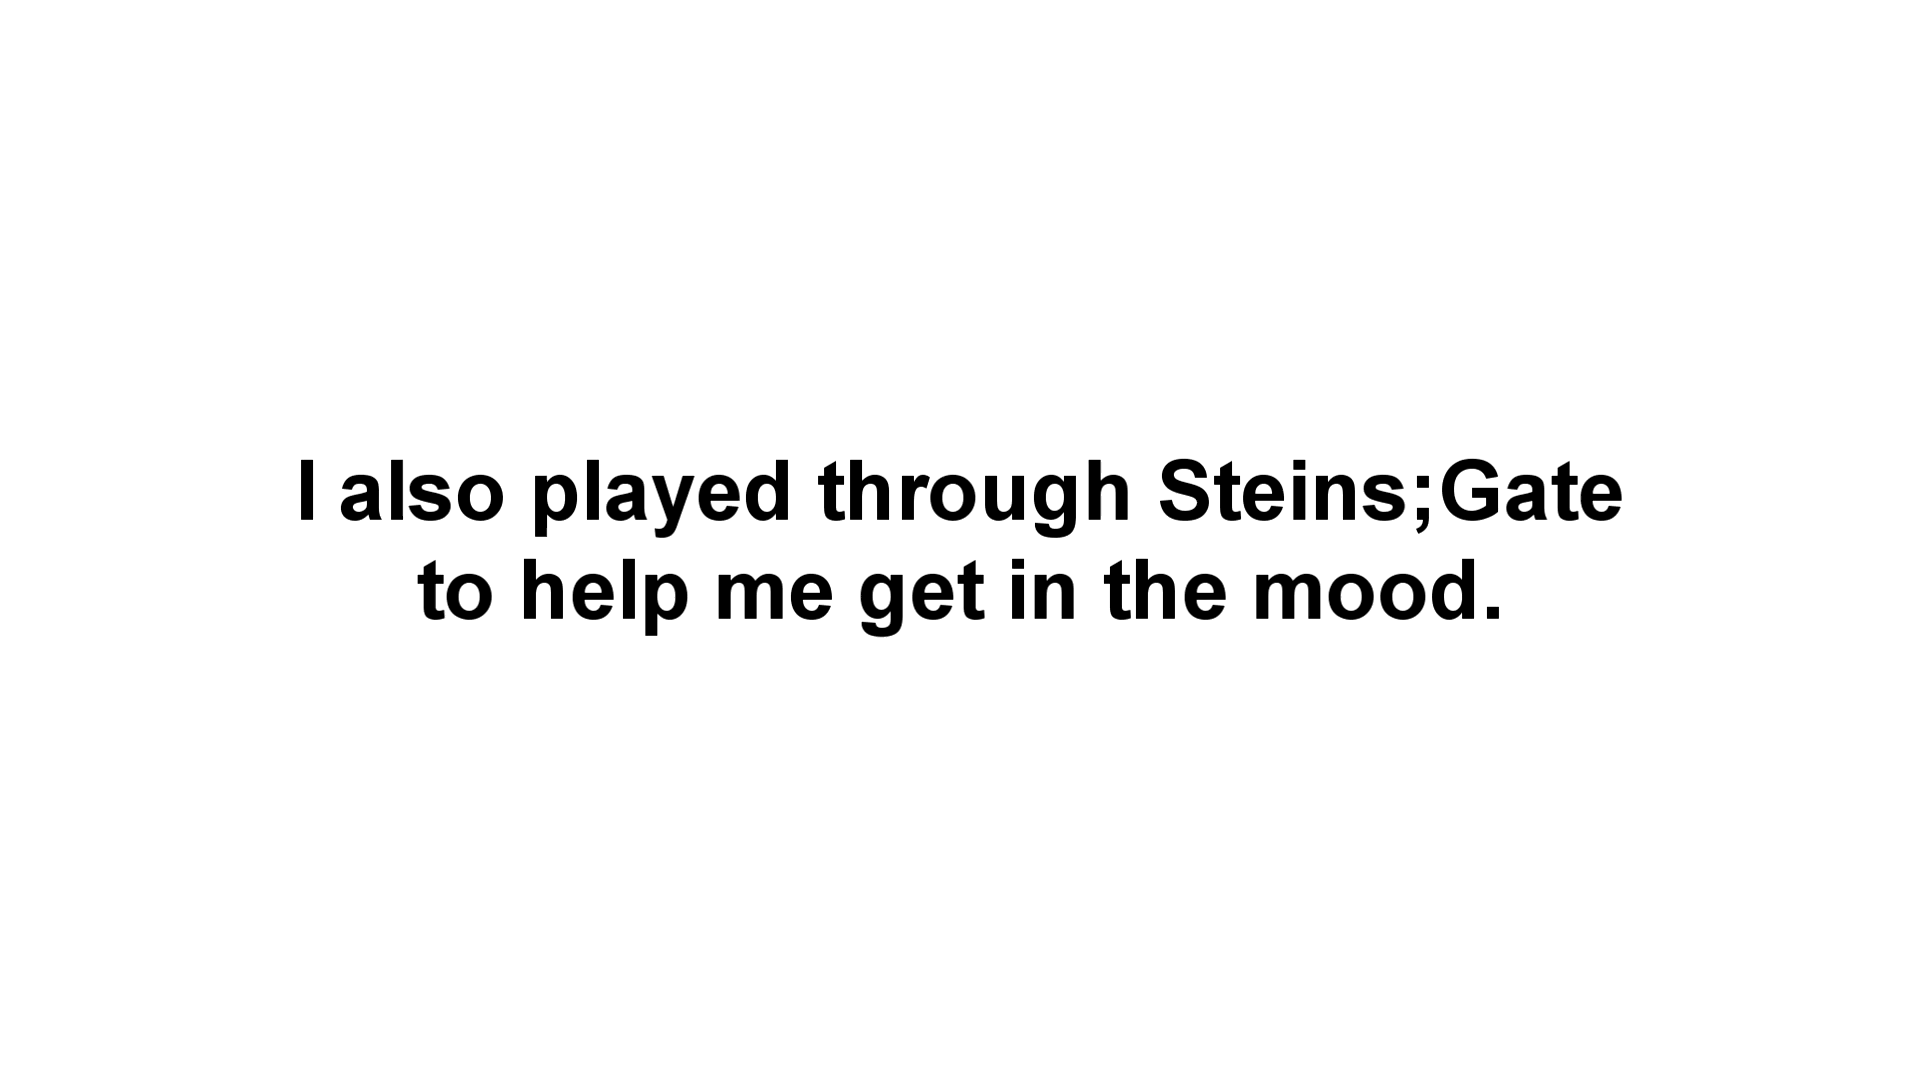 I also played through Steins;Gate
to help me get in the mood.